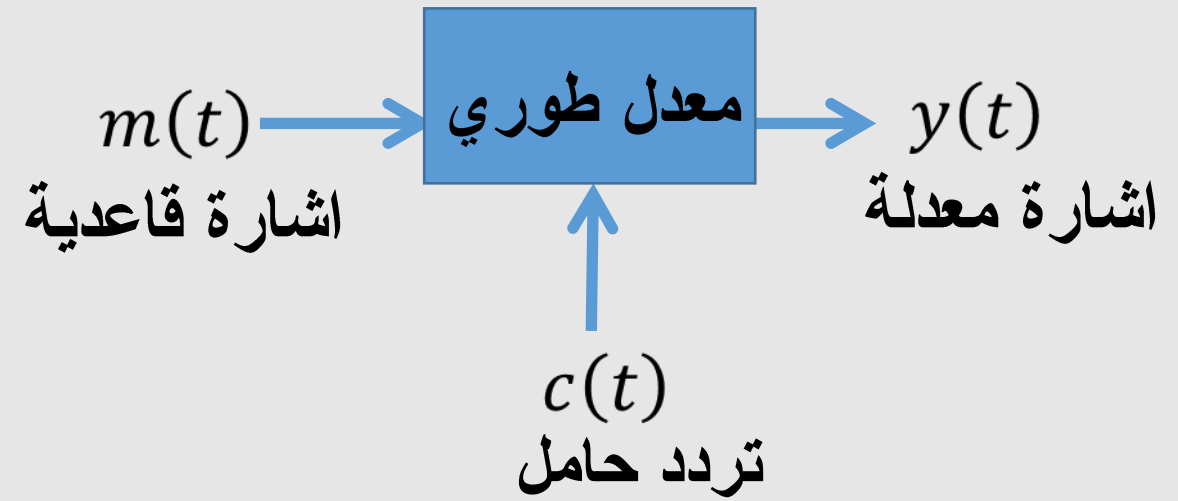 m(t)
اشارة قاعدية
معدل طوري
y(t)
اشارة معدلة
c(t)
تردد حامل